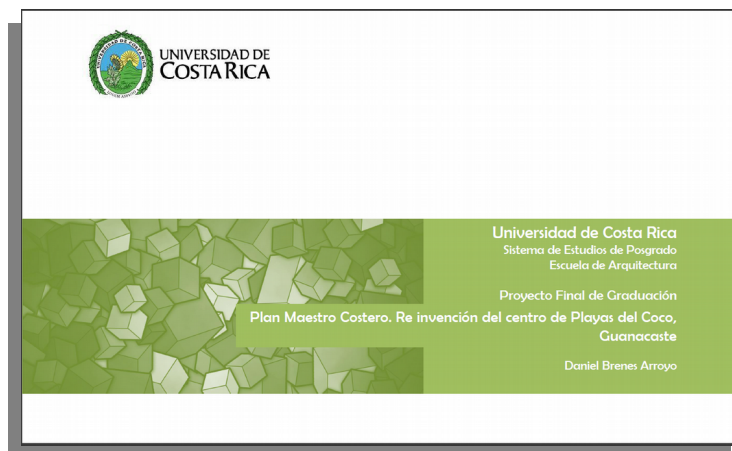 UNIVERSIDAD DE
COSTA RICA
Universidad de Costa Rica
Sistema de Estudios de Posgrado
Escuela de Arquitectura
Proyecto Final de Graduación
Plan Maestro Costero. Re invención del centro de Playas del Coco,
Guanacaste
Daniel Brenes Arroyo